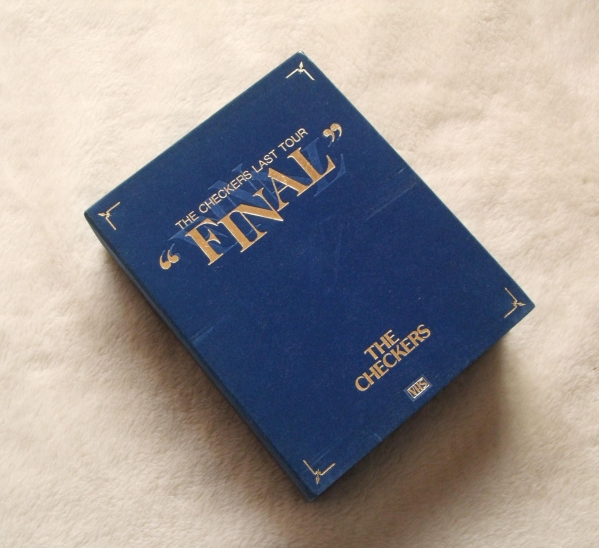 THE CHECKERS LAST TOUR
“FINAL”
THE
CHECKERS
VHS